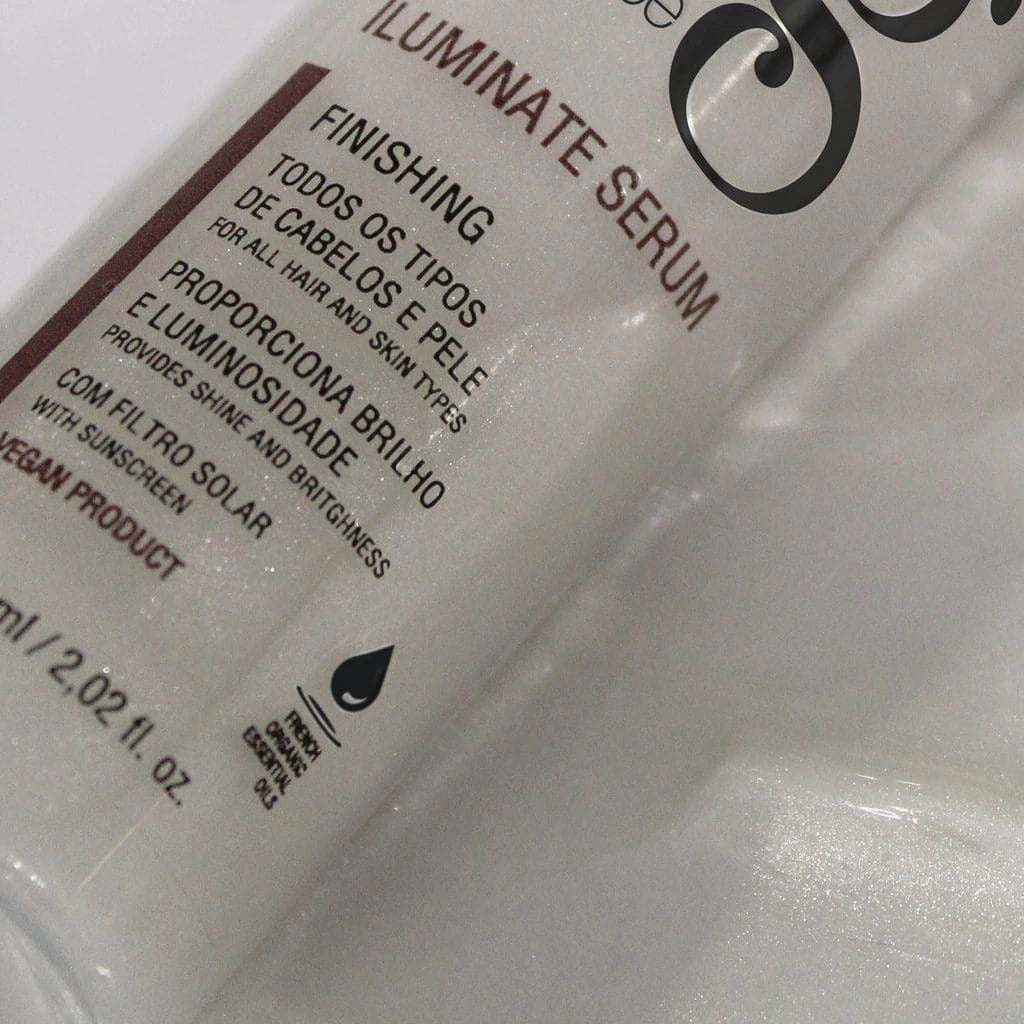 ILUMINATE SERUM
FINISHING
TODOS OS TIPOS
DE CABELOS E PELE
FOR ALL HAIR AND SKIN TYPES
PROPORCIONA BRILHO
E LUMINOSIDADE
PROVIDES SHINE AND BRITGHNESS
COM FILTRO SOLAR
WITH SUNSCREEN
VEGAN PRODUCT
ml / 2,02 fl. oz.
FRENCH
ORGANIC
ESSENTIAL
OILS